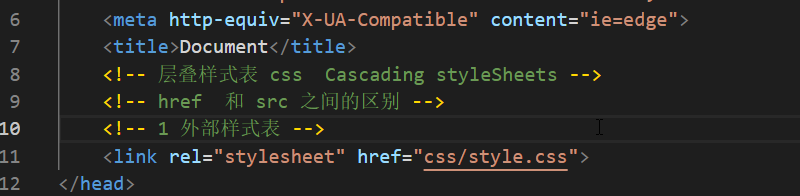 6 <meta http-equiv="X-UA-Compatible" content="ie=edge">
7 <title>Document</title>
8 <!-- 层叠样式表 css  Cascading styleSheets -->
9 <!-- href  和 src 之间的区别 -->
10 <!-- 1 外部样式表 -->
11 <link rel="stylesheet" href="css/style.css">
12 </head>